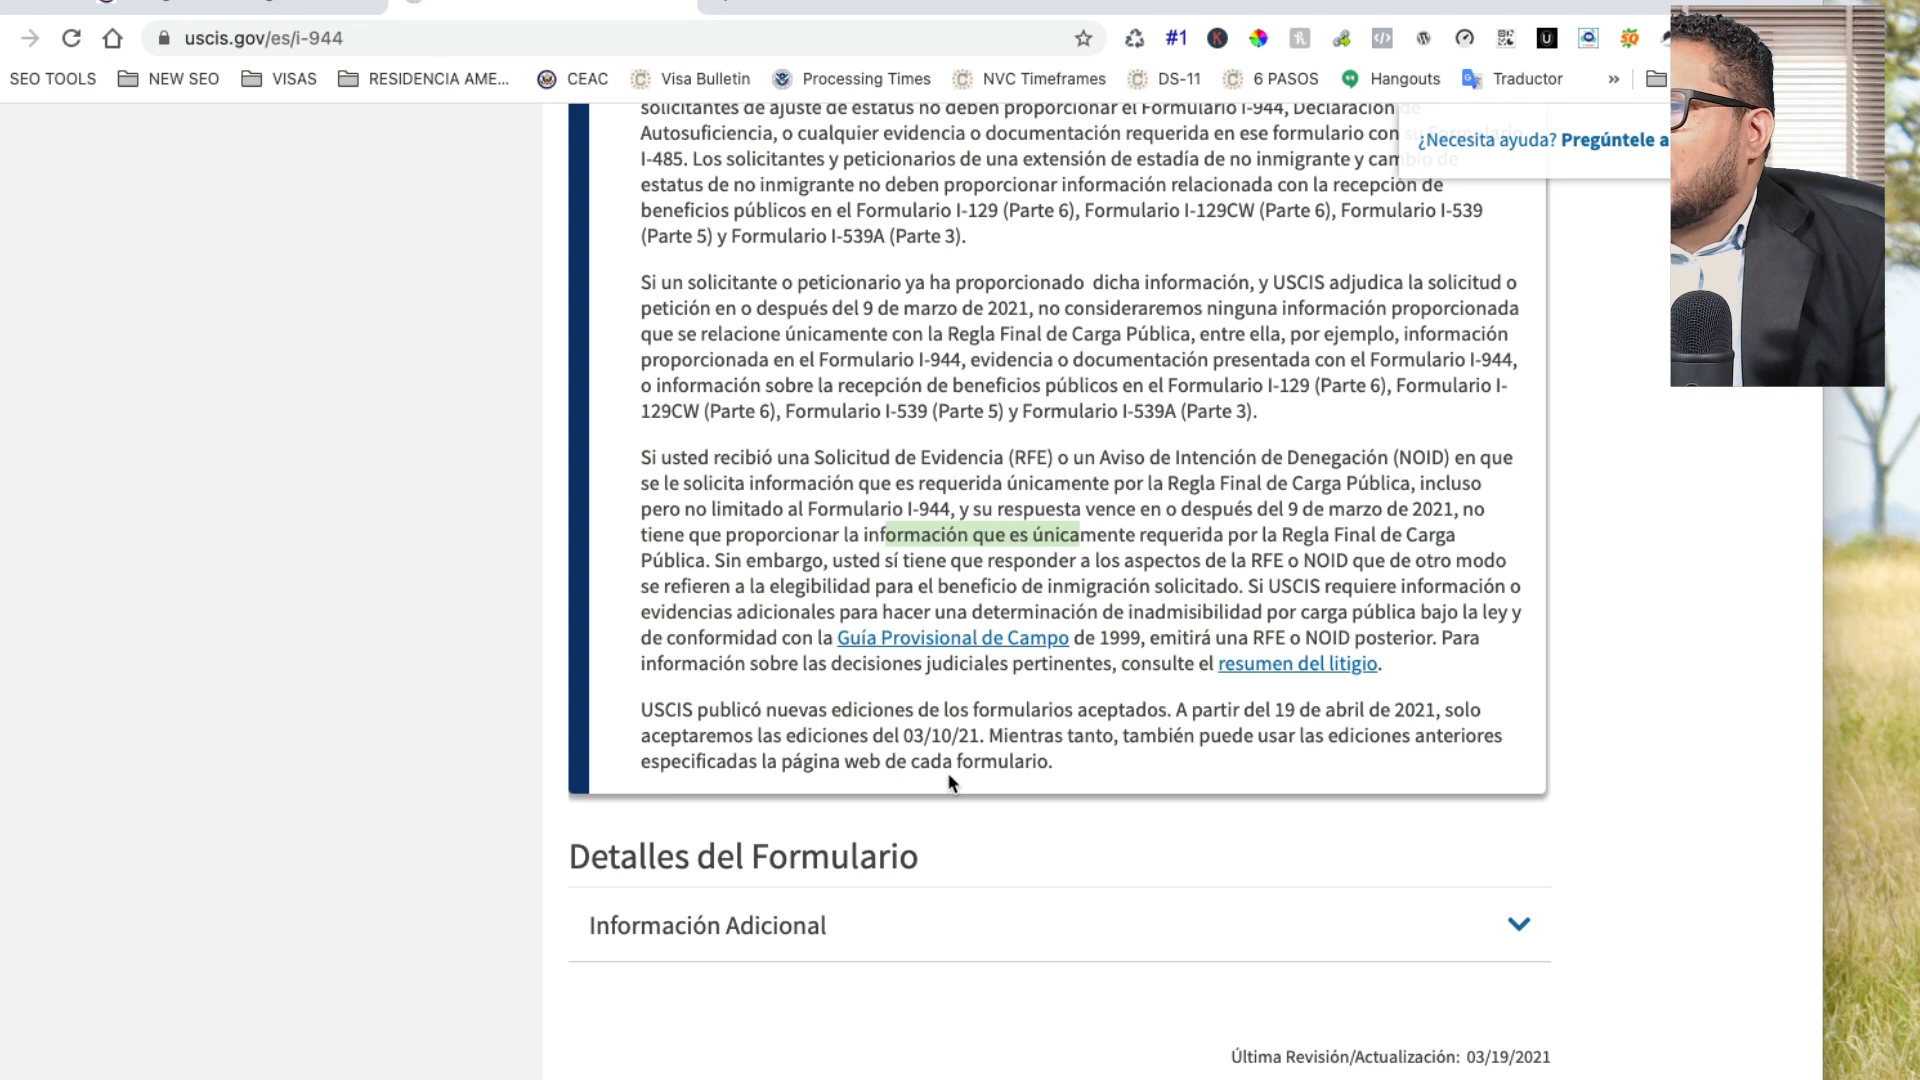 uscis.gov/es/i-944
#1
SEO TOOLS NEW SEO VISAS RESIDENCIA AME... CEAC Visa Bulletin Processing Times NVC Timeframes DS-11 6 PASOS Hangouts Traductor »
solicitantes de ajuste de estatus no deben proporcionar el Formulario I-944, Declaración de
Autosuficiencia, o cualquier evidencia o documentación requerida en ese formulario con su Formulario
¿Necesita ayuda? Pregúntele a
I-485. Los solicitantes y peticionarios de una extensión de estadía de no inmigrante y cambio de
estatus de no inmigrante no deben proporcionar información relacionada con la recepción de
beneficios públicos en el Formulario I-129 (Parte 6), Formulario I-129CW (Parte 6), Formulario I-539
(Parte 5) y Formulario I-539A (Parte 3).
Si un solicitante o peticionario ya ha proporcionado dicha información, y USCIS adjudica la solicitud o
petición en o después del 9 de marzo de 2021, no consideraremos ninguna información proporcionada
que se relacione únicamente con la Regla Final de Carga Pública, entre ella, por ejemplo, información
proporcionada en el Formulario I-944, evidencia o documentación presentada con el Formulario I-944,
o información sobre la recepción de beneficios públicos en el Formulario I-129 (Parte 6), Formulario I-
129CW (Parte 6), Formulario I-539 (Parte 5) y Formulario I-539A (Parte 3).
Si usted recibió una Solicitud de Evidencia (RFE) o un Aviso de Intención de Denegación (NOID) en que
se le solicita información que es requerida únicamente por la Regla Final de Carga Pública, incluso
pero no limitado al Formulario I-944, y su respuesta vence en o después del 9 de marzo de 2021, no
tiene que proporcionar la información que es únicamente requerida por la Regla Final de Carga
Pública. Sin embargo, usted sí tiene que responder a los aspectos de la RFE o NOID que de otro modo
se refieren a la elegibilidad para el beneficio de inmigración solicitado. Si USCIS requiere información o
evidencias adicionales para hacer una determinación de inadmisibilidad por carga pública bajo la ley y
de conformidad con la Guía Provisional de Campo de 1999, emitirá una RFE o NOID posterior. Para
información sobre las decisiones judiciales pertinentes, consulte el resumen del litigio.
USCIS publicó nuevas ediciones de los formularios aceptados. A partir del 19 de abril de 2021, solo
aceptaremos las ediciones del 03/10/21. Mientras tanto, también puede usar las ediciones anteriores
especificadas la página web de cada formulario.
Detalles del Formulario
Información Adicional
Última Revisión/Actualización: 03/19/2021